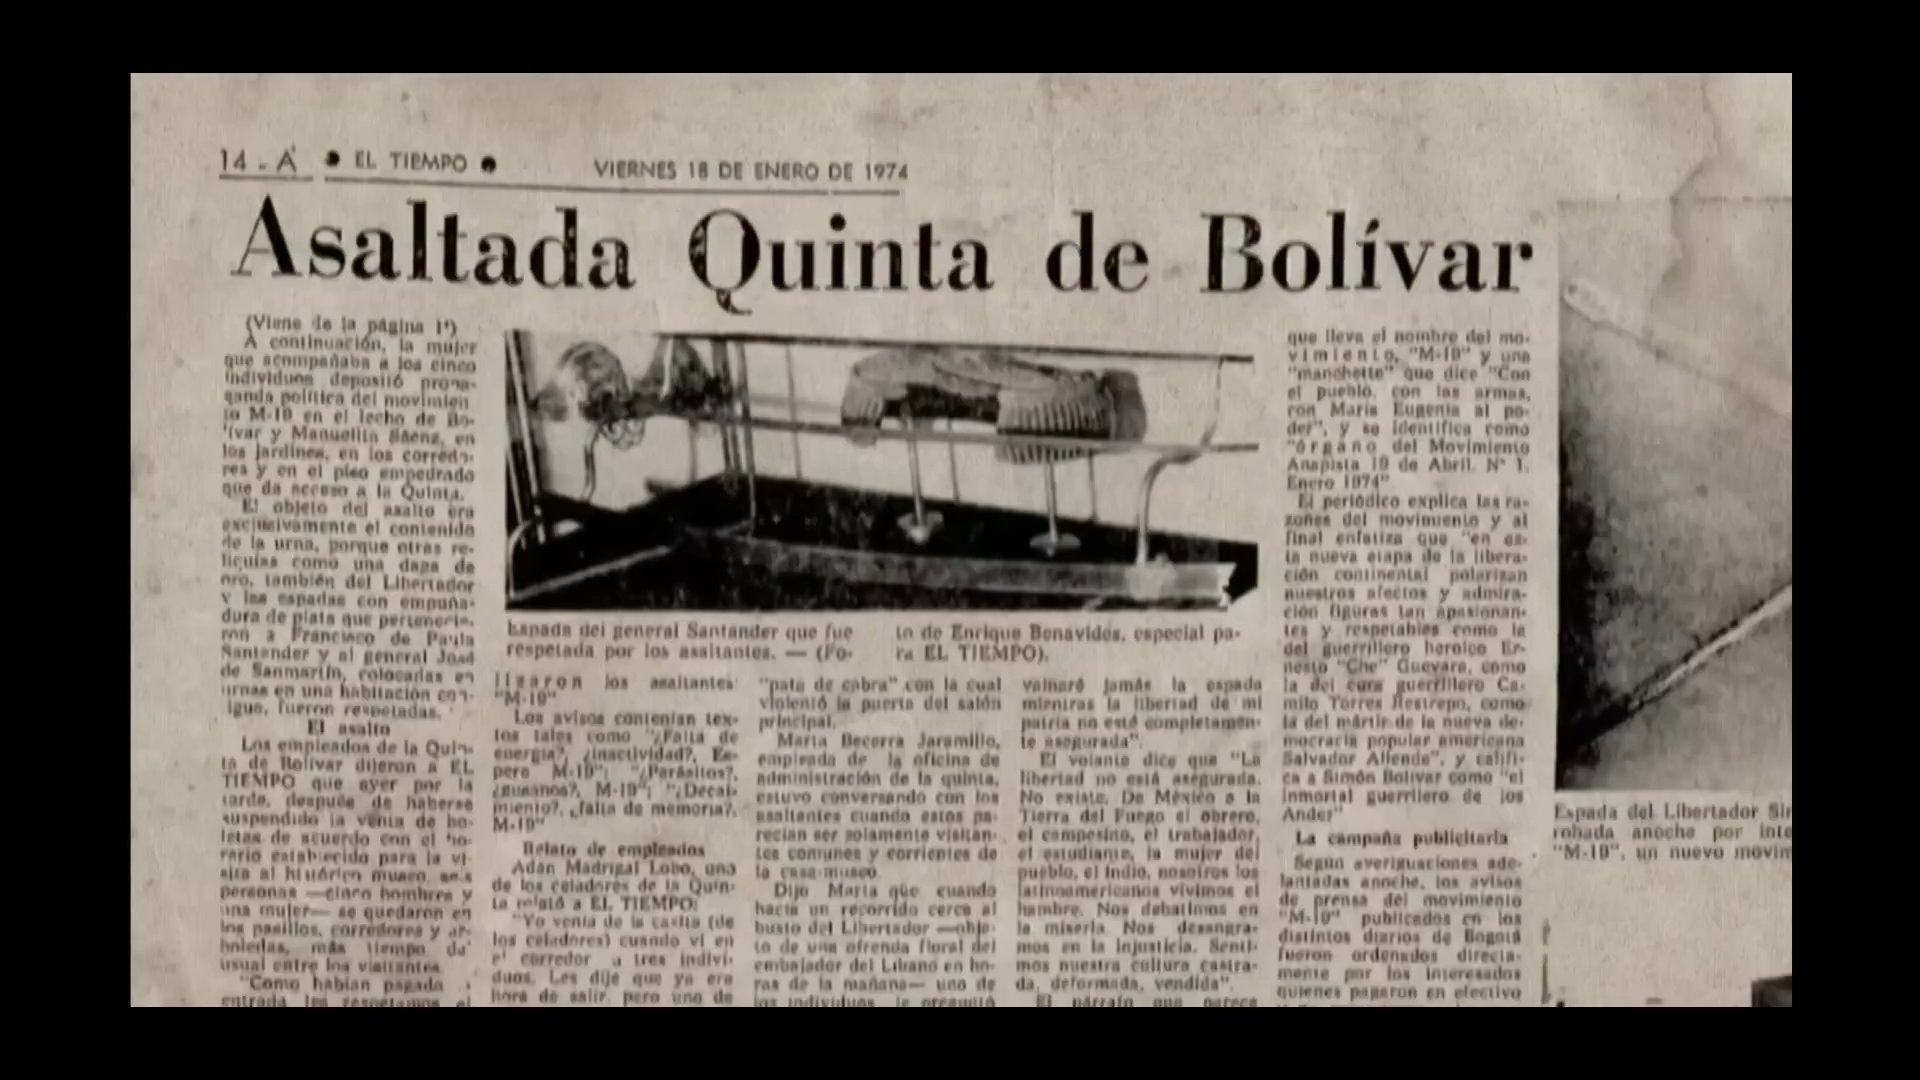 14 - A
• EL TIEMPO •
VIERNES 18 DE ENERO DE 1974
Asaltada Quinta de Bolívar
(Viene de la página 1ª)
A continuación, la mujer
que acompañaba a los cinco
individuos depositó propa-
ganda política del movimien
to M-19 en el lecho de Bo-
lívar y Manuelita Sáenz, en
los jardines, en los corredo-
res y en el piso empedrado
que da acceso a la Quinta.
El objeto del asalto era
exclusivamente el contenido
de la urna, porque otras re-
liquias como una daga de
oro, también del Libertador
y las espadas con empuña-
dura de plata que pertenecie-
ron a Francisco de Paula
Santander y al general José
de Sanmartín, colocadas en
urnas en una habitación con-
igua, fueron respetadas.
El asalto
Los empleados de la Quin-
ta de Bolívar dijeron a EL
TIEMPO que ayer por la
tarde, después de haberse
suspendido la venta de bo-
letas de acuerdo con el ho-
rario establecido para la vi-
sita al histórico museo, seis
personas —cinco hombres y
una mujer— se quedaron en
los pasillos, corredores y ar-
boledas, más tiempo del
usual entre los visitantes.
"Como habían pagado
entrada les respetamos el
Espada del general Santander que fue
respetada por los asaltantes. — (Fo-
to de Enrique Benavides, especial pa-
ra EL TIEMPO).
lizaron los asaltantes
"M-19"
Los avisos contenían tex-
tos tales como "¿Falta de
energía?, ¿inactividad?, Es-
pere M-19"; "¿Parásitos?,
¿gusanos?, M-19"; "¿Decai-
miento?, ¿falta de memoria?,
M-19"
Relato de empleados
Adán Madrigal Lobo, uno
de los celadores de la Quin-
ta relató a EL TIEMPO:
"Yo venía de la casita (de
los celadores) cuando vi en
el corredor a tres indivi-
duos. Les dije que ya era
hora de salir, pero uno de
"pata de cabra" con la cual
violentó la puerta del salón
principal.
Marta Becerra Jaramillo,
empleada de la oficina de
administración de la quinta,
estuvo conversando con los
asaltantes cuando estos pa-
recían ser solamente visitan-
tes comunes y corrientes de
la casa-museo.
Dijo Marta que cuando
hacía un recorrido cerca al
busto del Libertador —obje-
to de una ofrenda floral del
embajador del Líbano en ho-
ras de la mañana— uno de
los individuos le preguntó
vainaré jamás la espada
mientras la libertad de mi
patria no esté completamen-
te asegurada".
El volante dice que "La
libertad no está asegurada.
No existe. De México a la
Tierra del Fuego el obrero,
el campesino, el trabajador,
el estudiante, la mujer del
pueblo, el indio, nosotros los
latinoamericanos vivimos el
hambre. Nos debatimos en
la miseria. Nos desangra-
mos en la injusticia. Senti-
mos nuestra cultura castra-
da, deformada, vendida".
El párrafo que parece
que lleva el nombre del mo-
vimiento, "M-19" y una
"manchette" que dice "Con
el pueblo, con las armas,
con María Eugenia al po-
der", y se identifica como
"órgano del Movimiento
Anapista 19 de Abril. Nº 1.
Enero 1974"
El periódico explica las ra-
zones del movimiento y al
final enfatiza que "en es-
ta nueva etapa de la libera-
ción continental polarizan
nuestros afectos y admira-
ción figuras tan apasionan-
tes y respetables como la
del guerrillero heroico Er-
nesto "Che" Guevara, como
la del cura guerrillero Ca-
milo Torres Restrepo, como
la del mártir de la nueva de-
mocracia popular americana
Salvador Allende", y califi-
ca a Simón Bolívar como "el
inmortal guerrillero de los
Andes"
La campaña publicitaria
Según averiguaciones ade-
lantadas anoche, los avisos
de prensa del movimiento
"M-19" publicados en los
distintos diarios de Bogotá
fueron ordenados directa-
mente por los interesados
quienes pagaron en efectivo
Espada del Libertador Sim
robada anoche por inte
"M-19", un nuevo movim